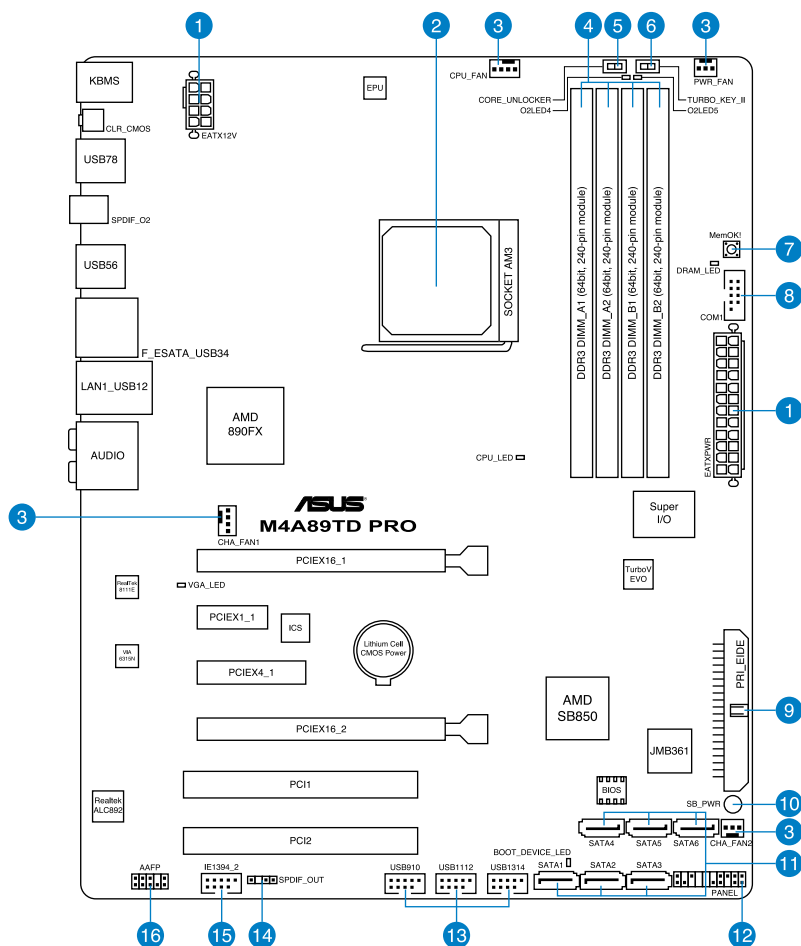 1
2
3
4
5
6
3
KBMS
CPU_FAN
PWR_FAN
EPU
CORE_UNLOCKER
TURBO_KEY_II
O2LED4
O2LED5
CLR_CMOS
EATX12V
USB78
SPDIF_O2
USB56
F_ESATA_USB34
LAN1_USB12
AUDIO
SOCKET AM3
DDR3 DIMM_A1 (64bit, 240-pin module)
DDR3 DIMM_A2 (64bit, 240-pin module)
DDR3 DIMM_B1 (64bit, 240-pin module)
DDR3 DIMM_B2 (64bit, 240-pin module)
MemOK!
7
DRAM_LED
8
COM1
1
EATXPWR
AMD
890FX
CPU_LED
3
CHA_FAN1
ASUS
M4A89TD PRO
Super
I/O
PCIEX16_1
TurboV
EVO
RealTek
8111E
VGA_LED
PCIEX1_1
ICS
Lithium Cell
CMOS Power
VIA
6315N
PCIEX4_1
PRI_EIDE
AMD
SB850
9
PCIEX16_2
JMB361
PCI1
BIOS
SB_PWR
10
Realtek
ALC892
SATA4
SATA5
SATA6
CHA_FAN2
3
PCI2
BOOT_DEVICE_LED
11
AAFP
IE1394_2
SPDIF_OUT
USB910
USB1112
USB1314
SATA1
SATA2
SATA3
PANEL
16
15
14
13
12